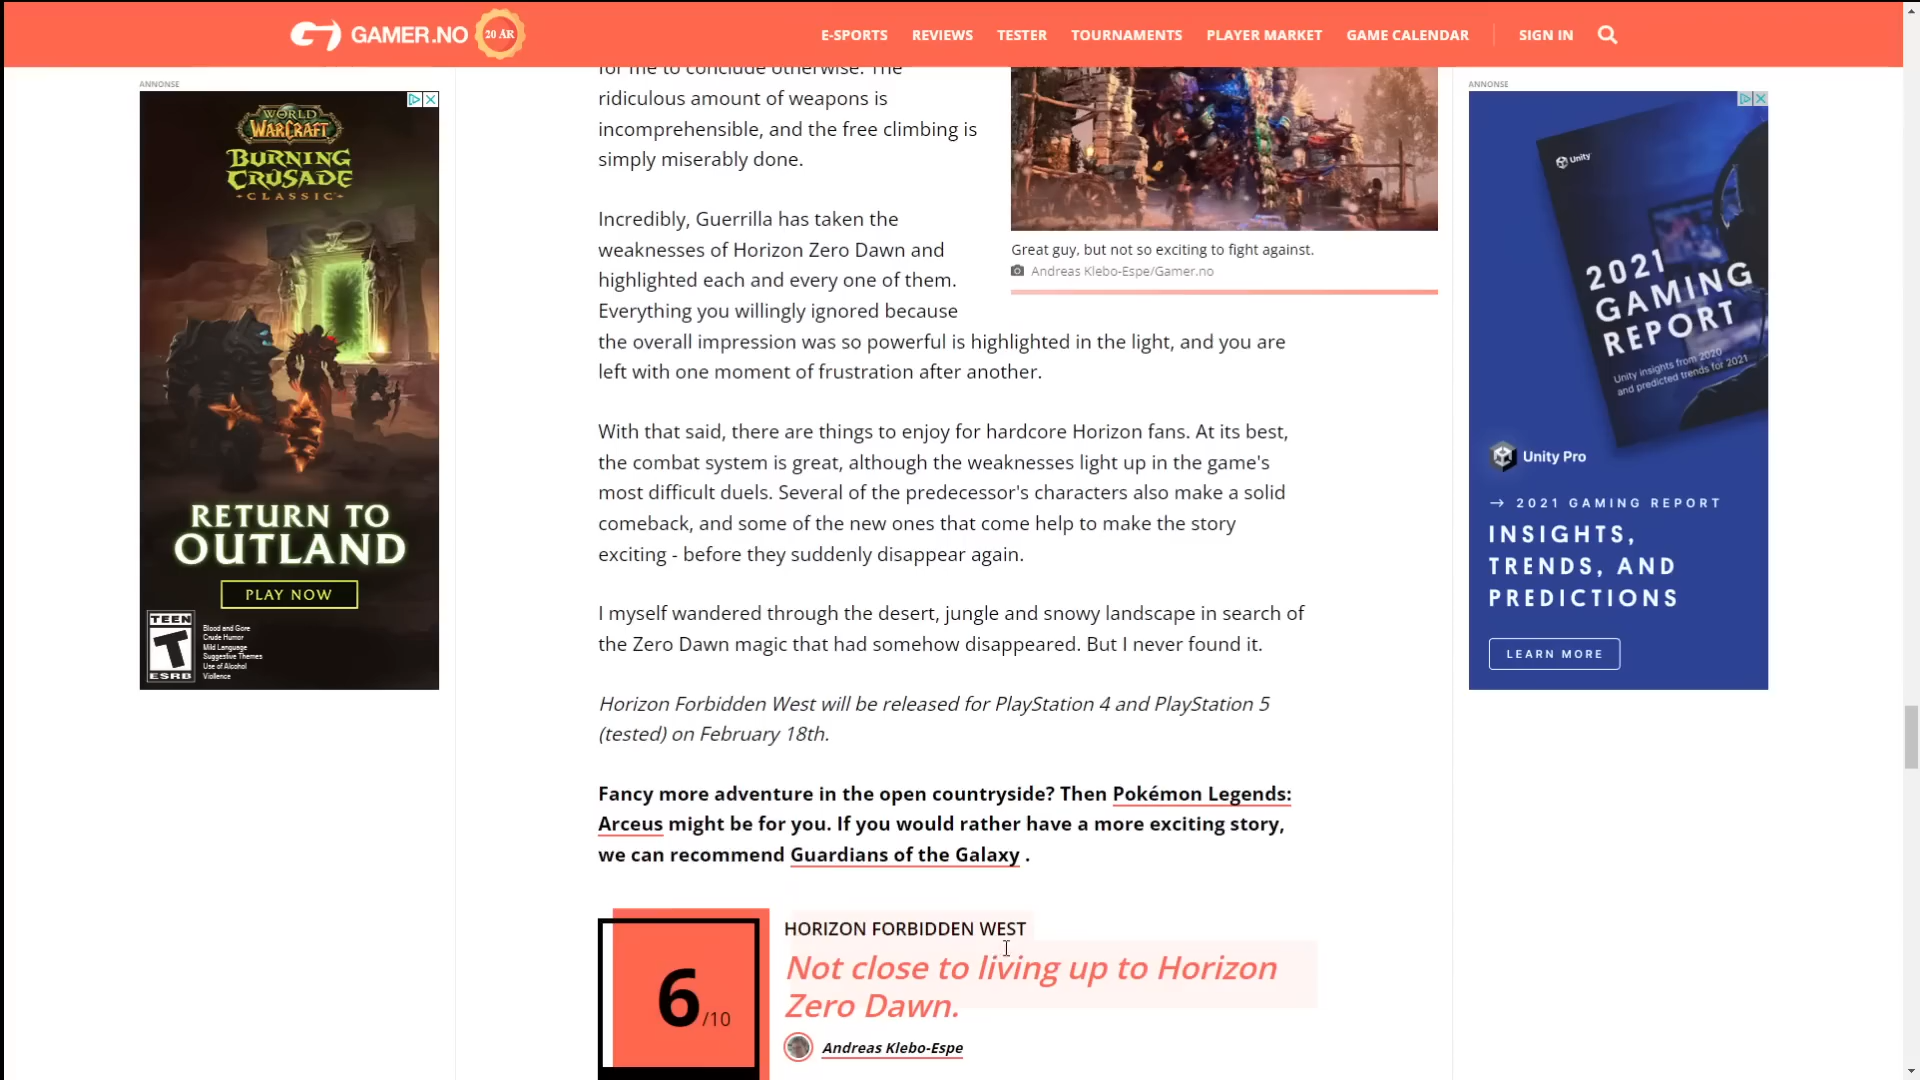 GAMER.NO
20 ÅR
E-SPORTS
REVIEWS
TESTER
TOURNAMENTS
PLAYER MARKET
GAME CALENDAR
SIGN IN
ANNONSE
WORLD
WARCRAFT
BURNING
CRUSADE
CLASSIC
RETURN TO
OUTLAND
PLAY NOW
TEEN
T
ESRB
Blood and Gore
Crude Humor
Mild Language
Suggestive Themes
Use of Alcohol
Violence
for me to conclude otherwise. The
ridiculous amount of weapons is
incomprehensible, and the free climbing is
simply miserably done.
Incredibly, Guerrilla has taken the
weaknesses of Horizon Zero Dawn and
highlighted each and every one of them.
Everything you willingly ignored because
the overall impression was so powerful is highlighted in the light, and you are
left with one moment of frustration after another.
Great guy, but not so exciting to fight against.
Andreas Klebo-Espe/Gamer.no
With that said, there are things to enjoy for hardcore Horizon fans. At its best,
the combat system is great, although the weaknesses light up in the game's
most difficult duels. Several of the predecessor's characters also make a solid
comeback, and some of the new ones that come help to make the story
exciting - before they suddenly disappear again.
I myself wandered through the desert, jungle and snowy landscape in search of
the Zero Dawn magic that had somehow disappeared. But I never found it.
Horizon Forbidden West will be released for PlayStation 4 and PlayStation 5
(tested) on February 18th.
Fancy more adventure in the open countryside? Then Pokémon Legends:
Arceus might be for you. If you would rather have a more exciting story,
we can recommend Guardians of the Galaxy .
6/10
HORIZON FORBIDDEN WEST
Not close to living up to Horizon
Zero Dawn.
Andreas Klebo-Espe
ANNONSE
Unity
2021
GAMING
REPORT
Unity insights from 2020
and predicted trends for 2021
Unity Pro
→ 2021 GAMING REPORT
INSIGHTS,
TRENDS, AND
PREDICTIONS
LEARN MORE